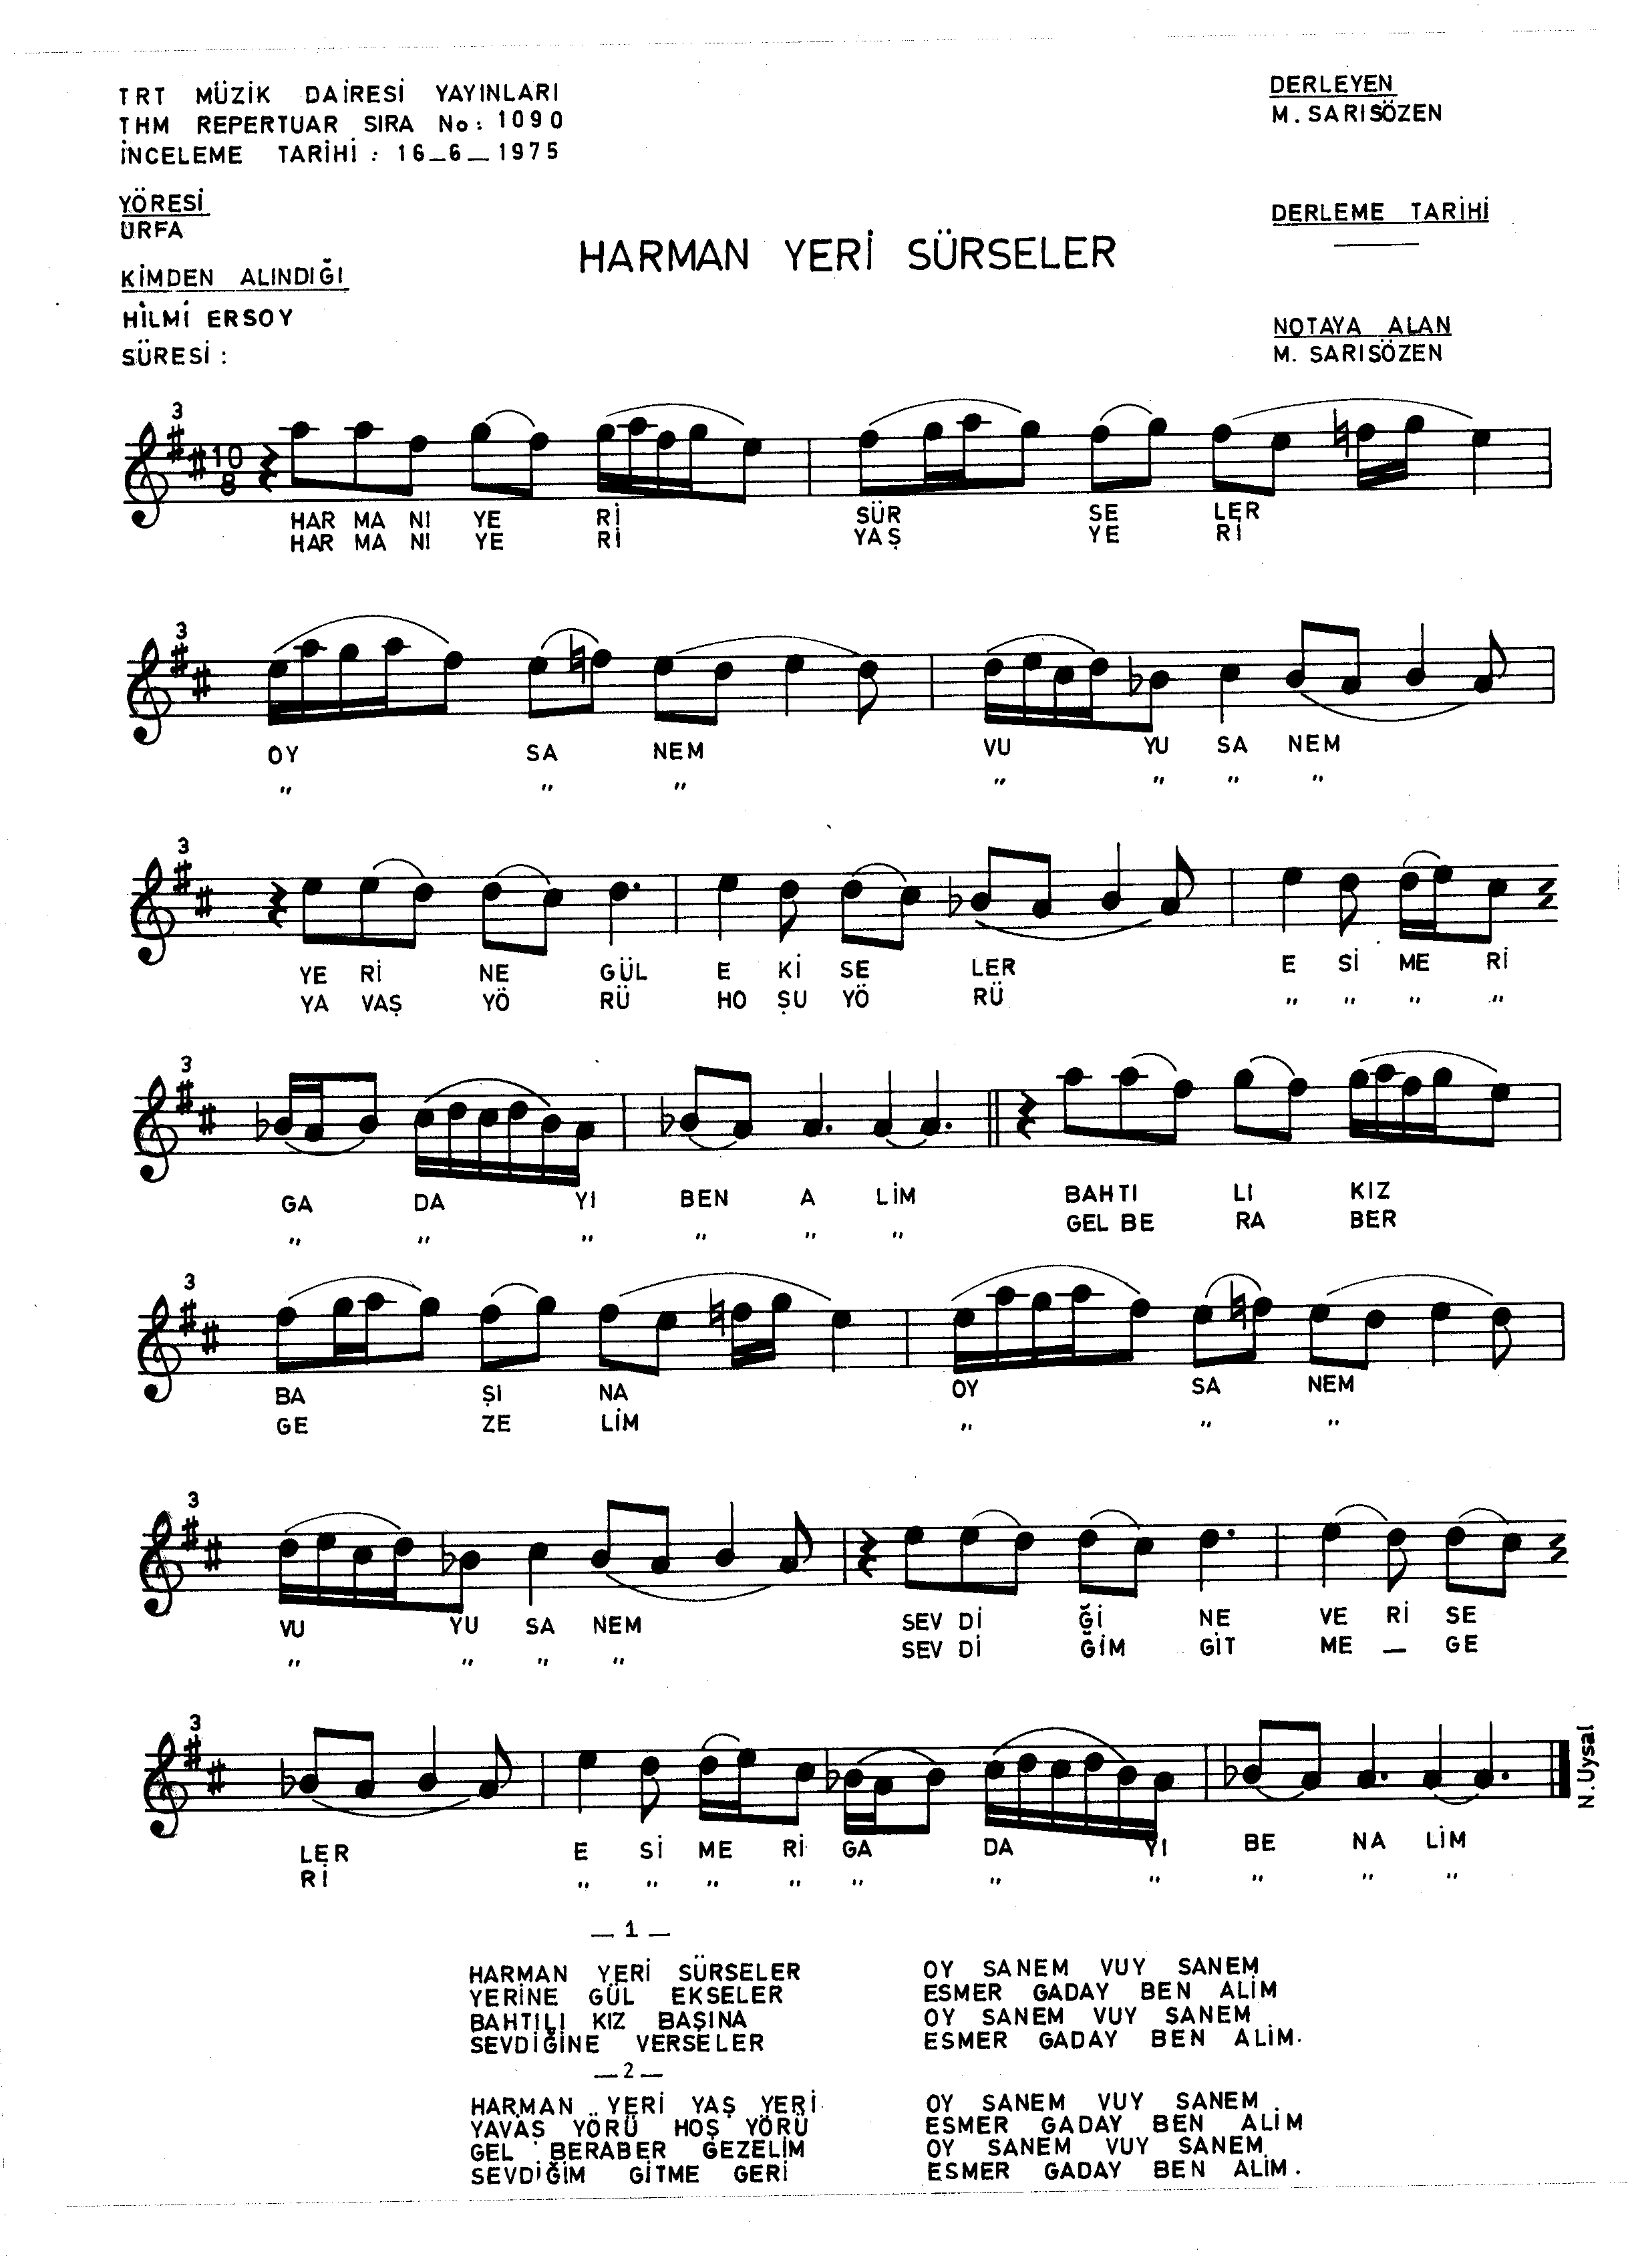 TRT MÜZİK DAİRESİ YAYINLARI
THM REPERTUAR SIRA No: 1090
İNCELEME TARİHİ : 16_6_1975
DERLEYEN
M. SARISÖZEN
YÖRESİ
URFA
DERLEME TARİHİ
HARMAN YERİ SÜRSELER
KİMDEN ALINDIĞI
HİLMİ ERSOY
SÜRESİ :
NOTAYA ALAN
M. SARISÖZEN
3
10
8
HAR MA NI YE Rİ SÜR SE LER
HAR MA NI YE Rİ YAŞ YE Rİ
3
OY SA NEM VU YU SA NEM
" " " " " " "
3
YE Rİ NE GÜL E Kİ SE LER E Sİ ME Rİ
YA VAŞ YÖ RÜ HO ŞU YÖ RÜ " " " "
3
GA DA YI BEN A LİM BAHTI LI KIZ
" " " " " " GEL BE RA BER
3
BA ŞI NA OY SA NEM
GE ZE LİM " " "
3
VU YU SA NEM SEV Dİ Ğİ NE VE Rİ SE
" " " " SEV Dİ ĞİM GİT ME — GE
3
LER E Sİ ME Rİ GA DA YI BE NA LİM
Rİ " " " " " " " " " "
N. Uysal
— 1 —
HARMAN YERİ SÜRSELER OY SANEM VUY SANEM
YERİNE GÜL EKSELER ESMER GADAY BEN ALİM
BAHTILI KIZ BAŞINA OY SANEM VUY SANEM
SEVDİĞİNE VERSELER ESMER GADAY BEN ALİM.
— 2 —
HARMAN YERİ YAŞ YERİ OY SANEM VUY SANEM
YAVAŞ YÖRÜ HOŞ YÖRÜ ESMER GADAY BEN ALİM
GEL BERABER GEZELİM OY SANEM VUY SANEM
SEVDİĞİM GİTME GERİ ESMER GADAY BEN ALİM.